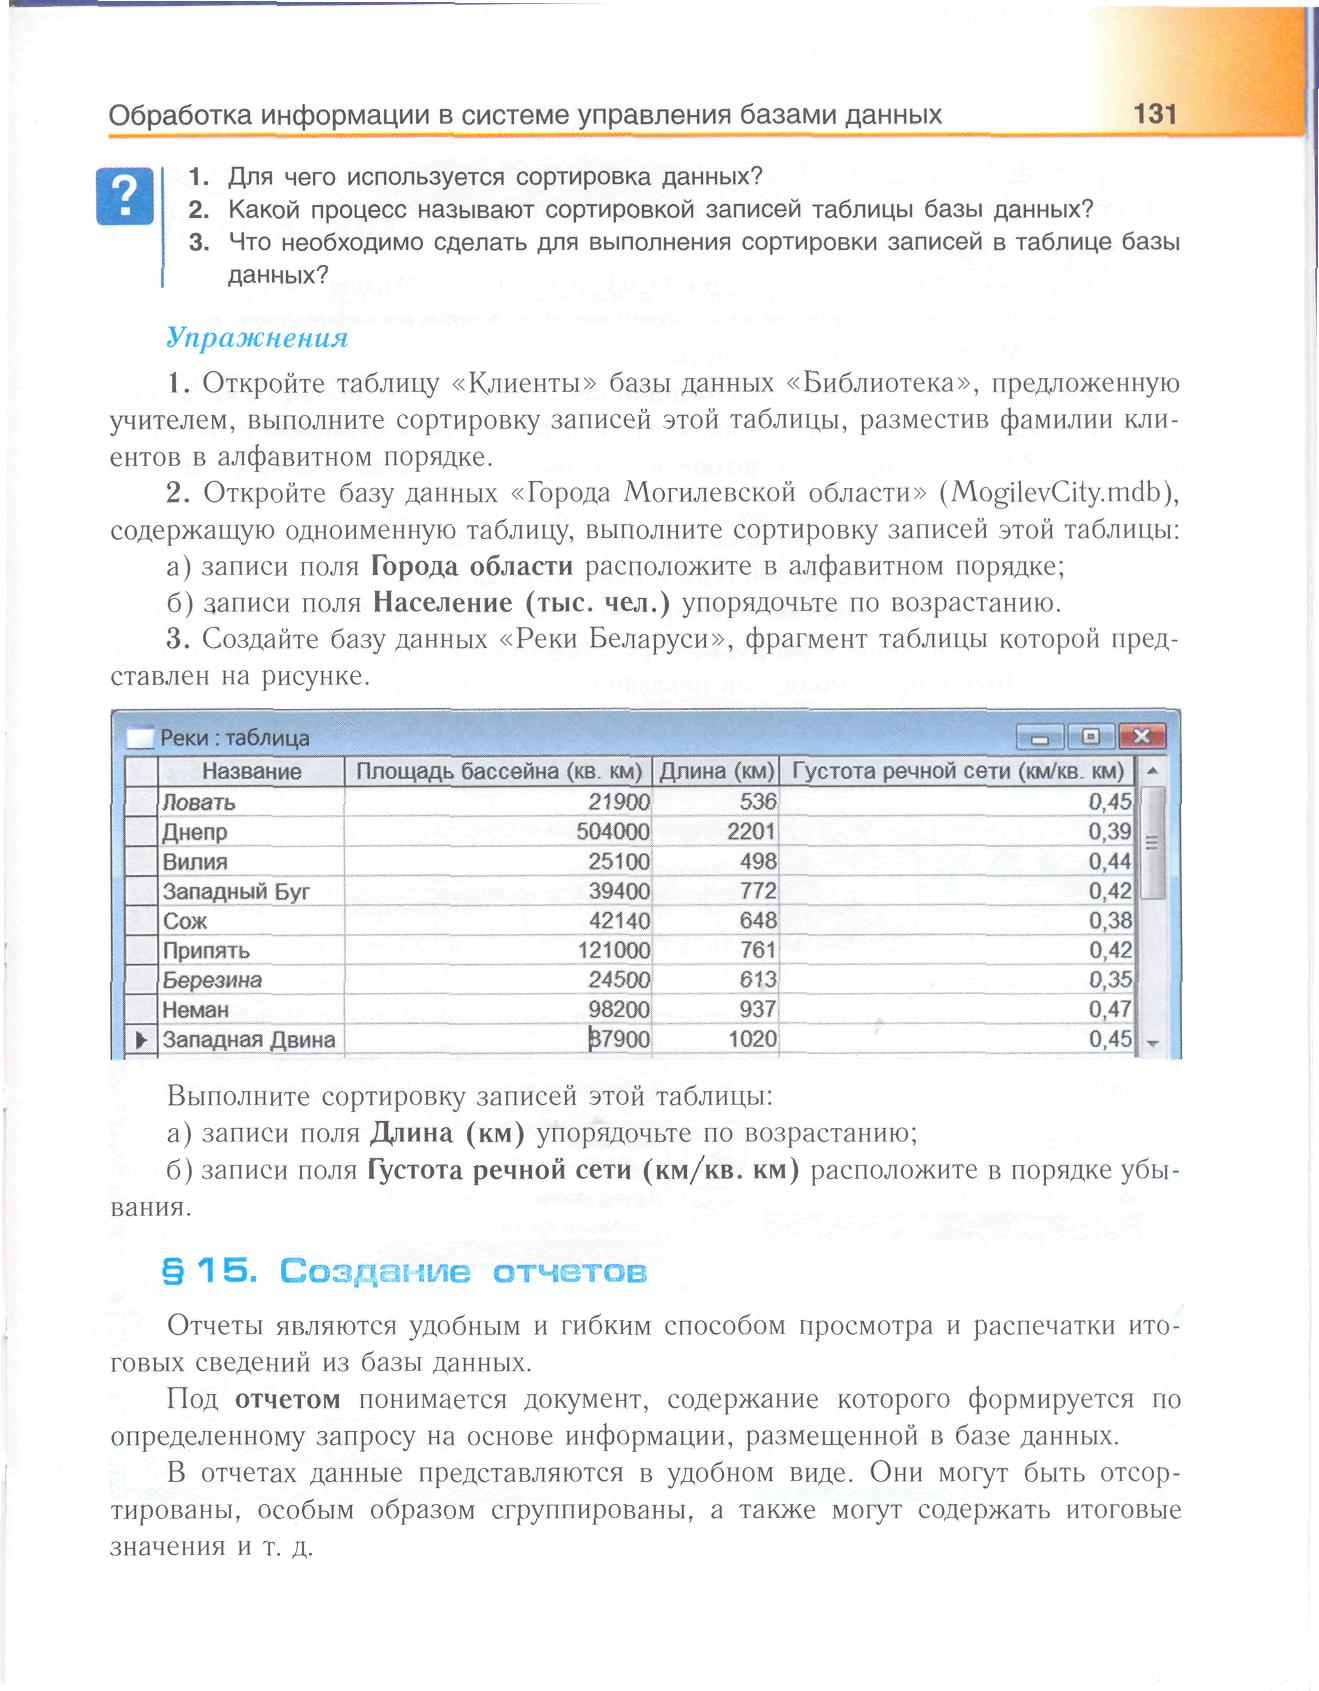 Обработка информации в системе управления базами данных 131
?
1. Для чего используется сортировка данных?
2. Какой процесс называют сортировкой записей таблицы базы данных?
3. Что необходимо сделать для выполнения сортировки записей в таблице базы
данных?
Упражнения
1. Откройте таблицу «Клиенты» базы данных «Библиотека», предложенную
учителем, выполните сортировку записей этой таблицы, разместив фамилии кли-
ентов в алфавитном порядке.
2. Откройте базу данных «Города Могилевской области» (MogilevCity.mdb),
содержащую одноименную таблицу, выполните сортировку записей этой таблицы:
а) записи поля Города области расположите в алфавитном порядке;
б) записи поля Население (тыс. чел.) упорядочьте по возрастанию.
3. Создайте базу данных «Реки Беларуси», фрагмент таблицы которой пред-
ставлен на рисунке.
Реки : таблица
Название Площадь бассейна (кв. км) Длина (км) Густота речной сети (км/кв. км)
Ловать 21900 536 0,45
Днепр 504000 2201 0,39
Вилия 25100 498 0,44
Западный Буг 39400 772 0,42
Сож 42140 648 0,38
Припять 121000 761 0,42
Березина 24500 613 0,35
Неман 98200 937 0,47
Западная Двина 87900 1020 0,45
Выполните сортировку записей этой таблицы:
а) записи поля Длина (км) упорядочьте по возрастанию;
б) записи поля Густота речной сети (км/кв. км) расположите в порядке убы-
вания.
§ 15. Создание отчетов
Отчеты являются удобным и гибким способом просмотра и распечатки ито-
говых сведений из базы данных.
Под отчетом понимается документ, содержание которого формируется по
определенному запросу на основе информации, размещенной в базе данных.
В отчетах данные представляются в удобном виде. Они могут быть отсор-
тированы, особым образом сгруппированы, а также могут содержать итоговые
значения и т. д.